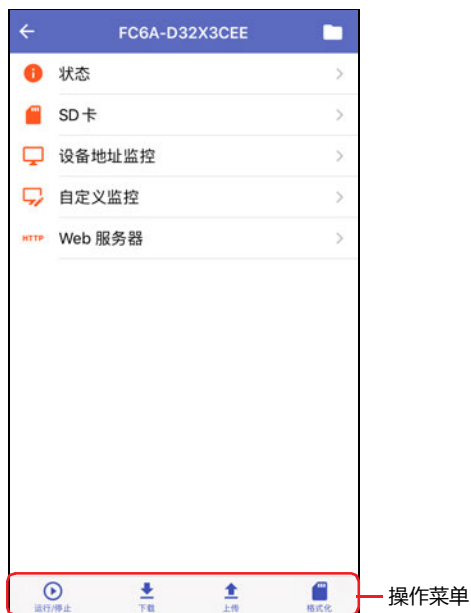 FC6A-D32X3CEE
状态
SD 卡
设备地址监控
自定义监控
HTTP Web 服务器
运行/停止 下载 上传 格式化
操作菜单